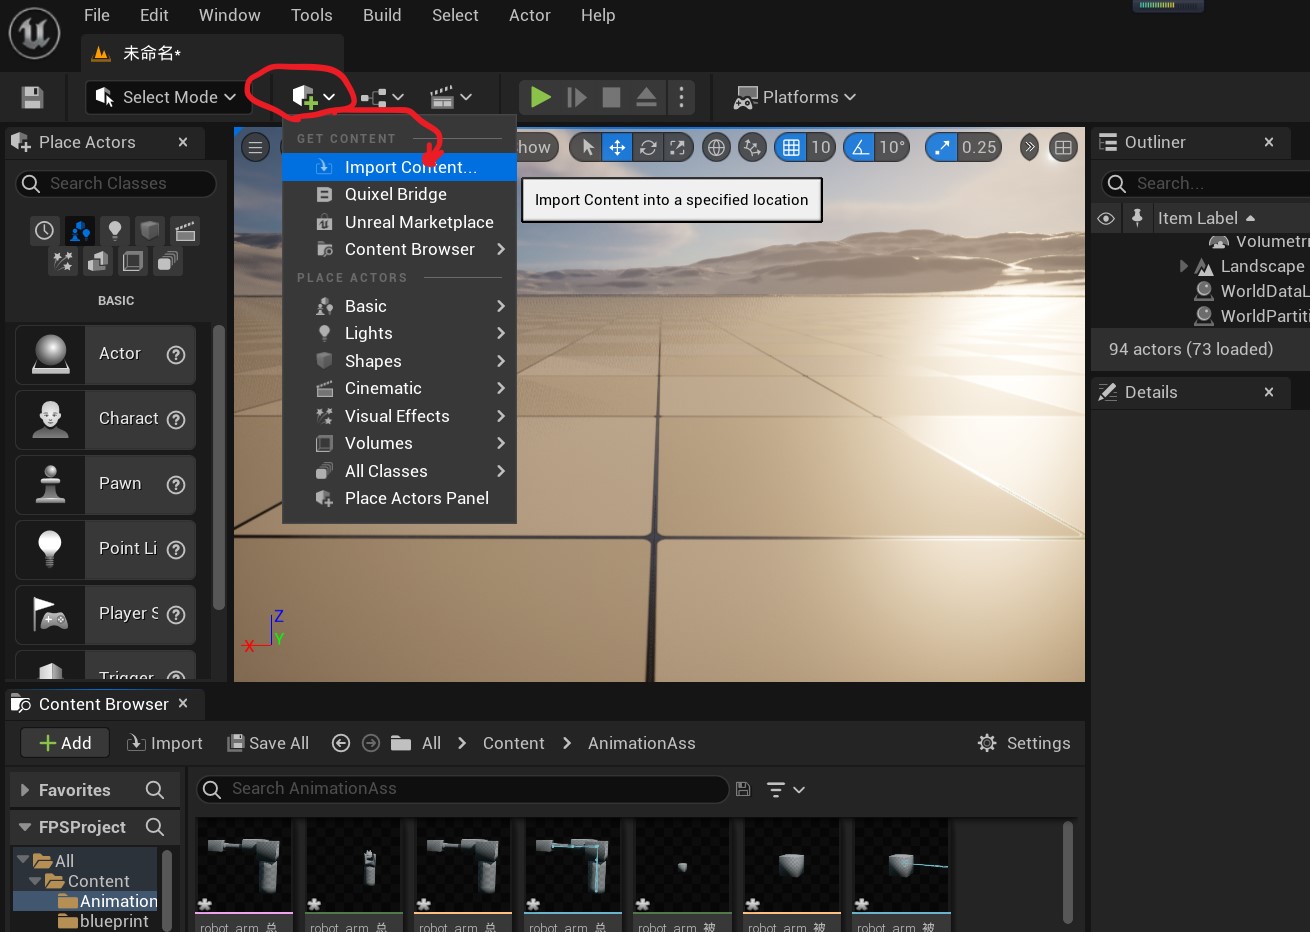 File Edit Window Tools Build Select Actor Help
未命名*
Select Mode
Platforms
Place Actors
Search Classes
BASIC
Actor
Charact
Pawn
Point Li
Player S
Trigger
GET CONTENT
Import Content...
Quixel Bridge
Unreal Marketplace
Content Browser
PLACE ACTORS
Basic
Lights
Shapes
Cinematic
Visual Effects
Volumes
All Classes
Place Actors Panel
how
10
10°
0.25
Import Content into a specified location
X
Y
Z
Outliner
Search...
Item Label
Volumetri
Landscape
WorldDataL
WorldPartiti
94 actors (73 loaded)
Details
Content Browser
Add Import Save All All Content AnimationAss Settings
Favorites
FPSProject
All
Content
Animation
blueprint
Search AnimationAss
robot_arm_总 robot_arm_总 robot_arm_总 robot_arm_总 robot_arm_被 robot_arm_被 robot_arm_被